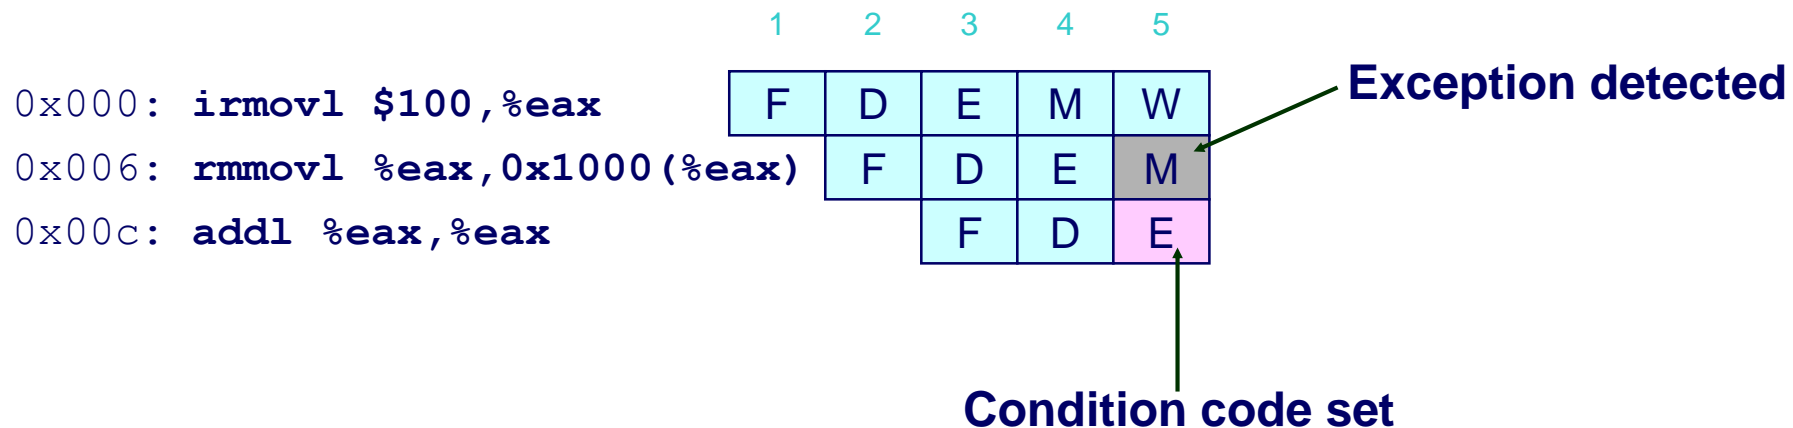 1 2 3 4 5
0x000: irmovl $100,%eax F D E M W Exception detected
0x006: rmmovl %eax,0x1000(%eax) F D E M
0x00c: addl %eax,%eax F D E
Condition code set